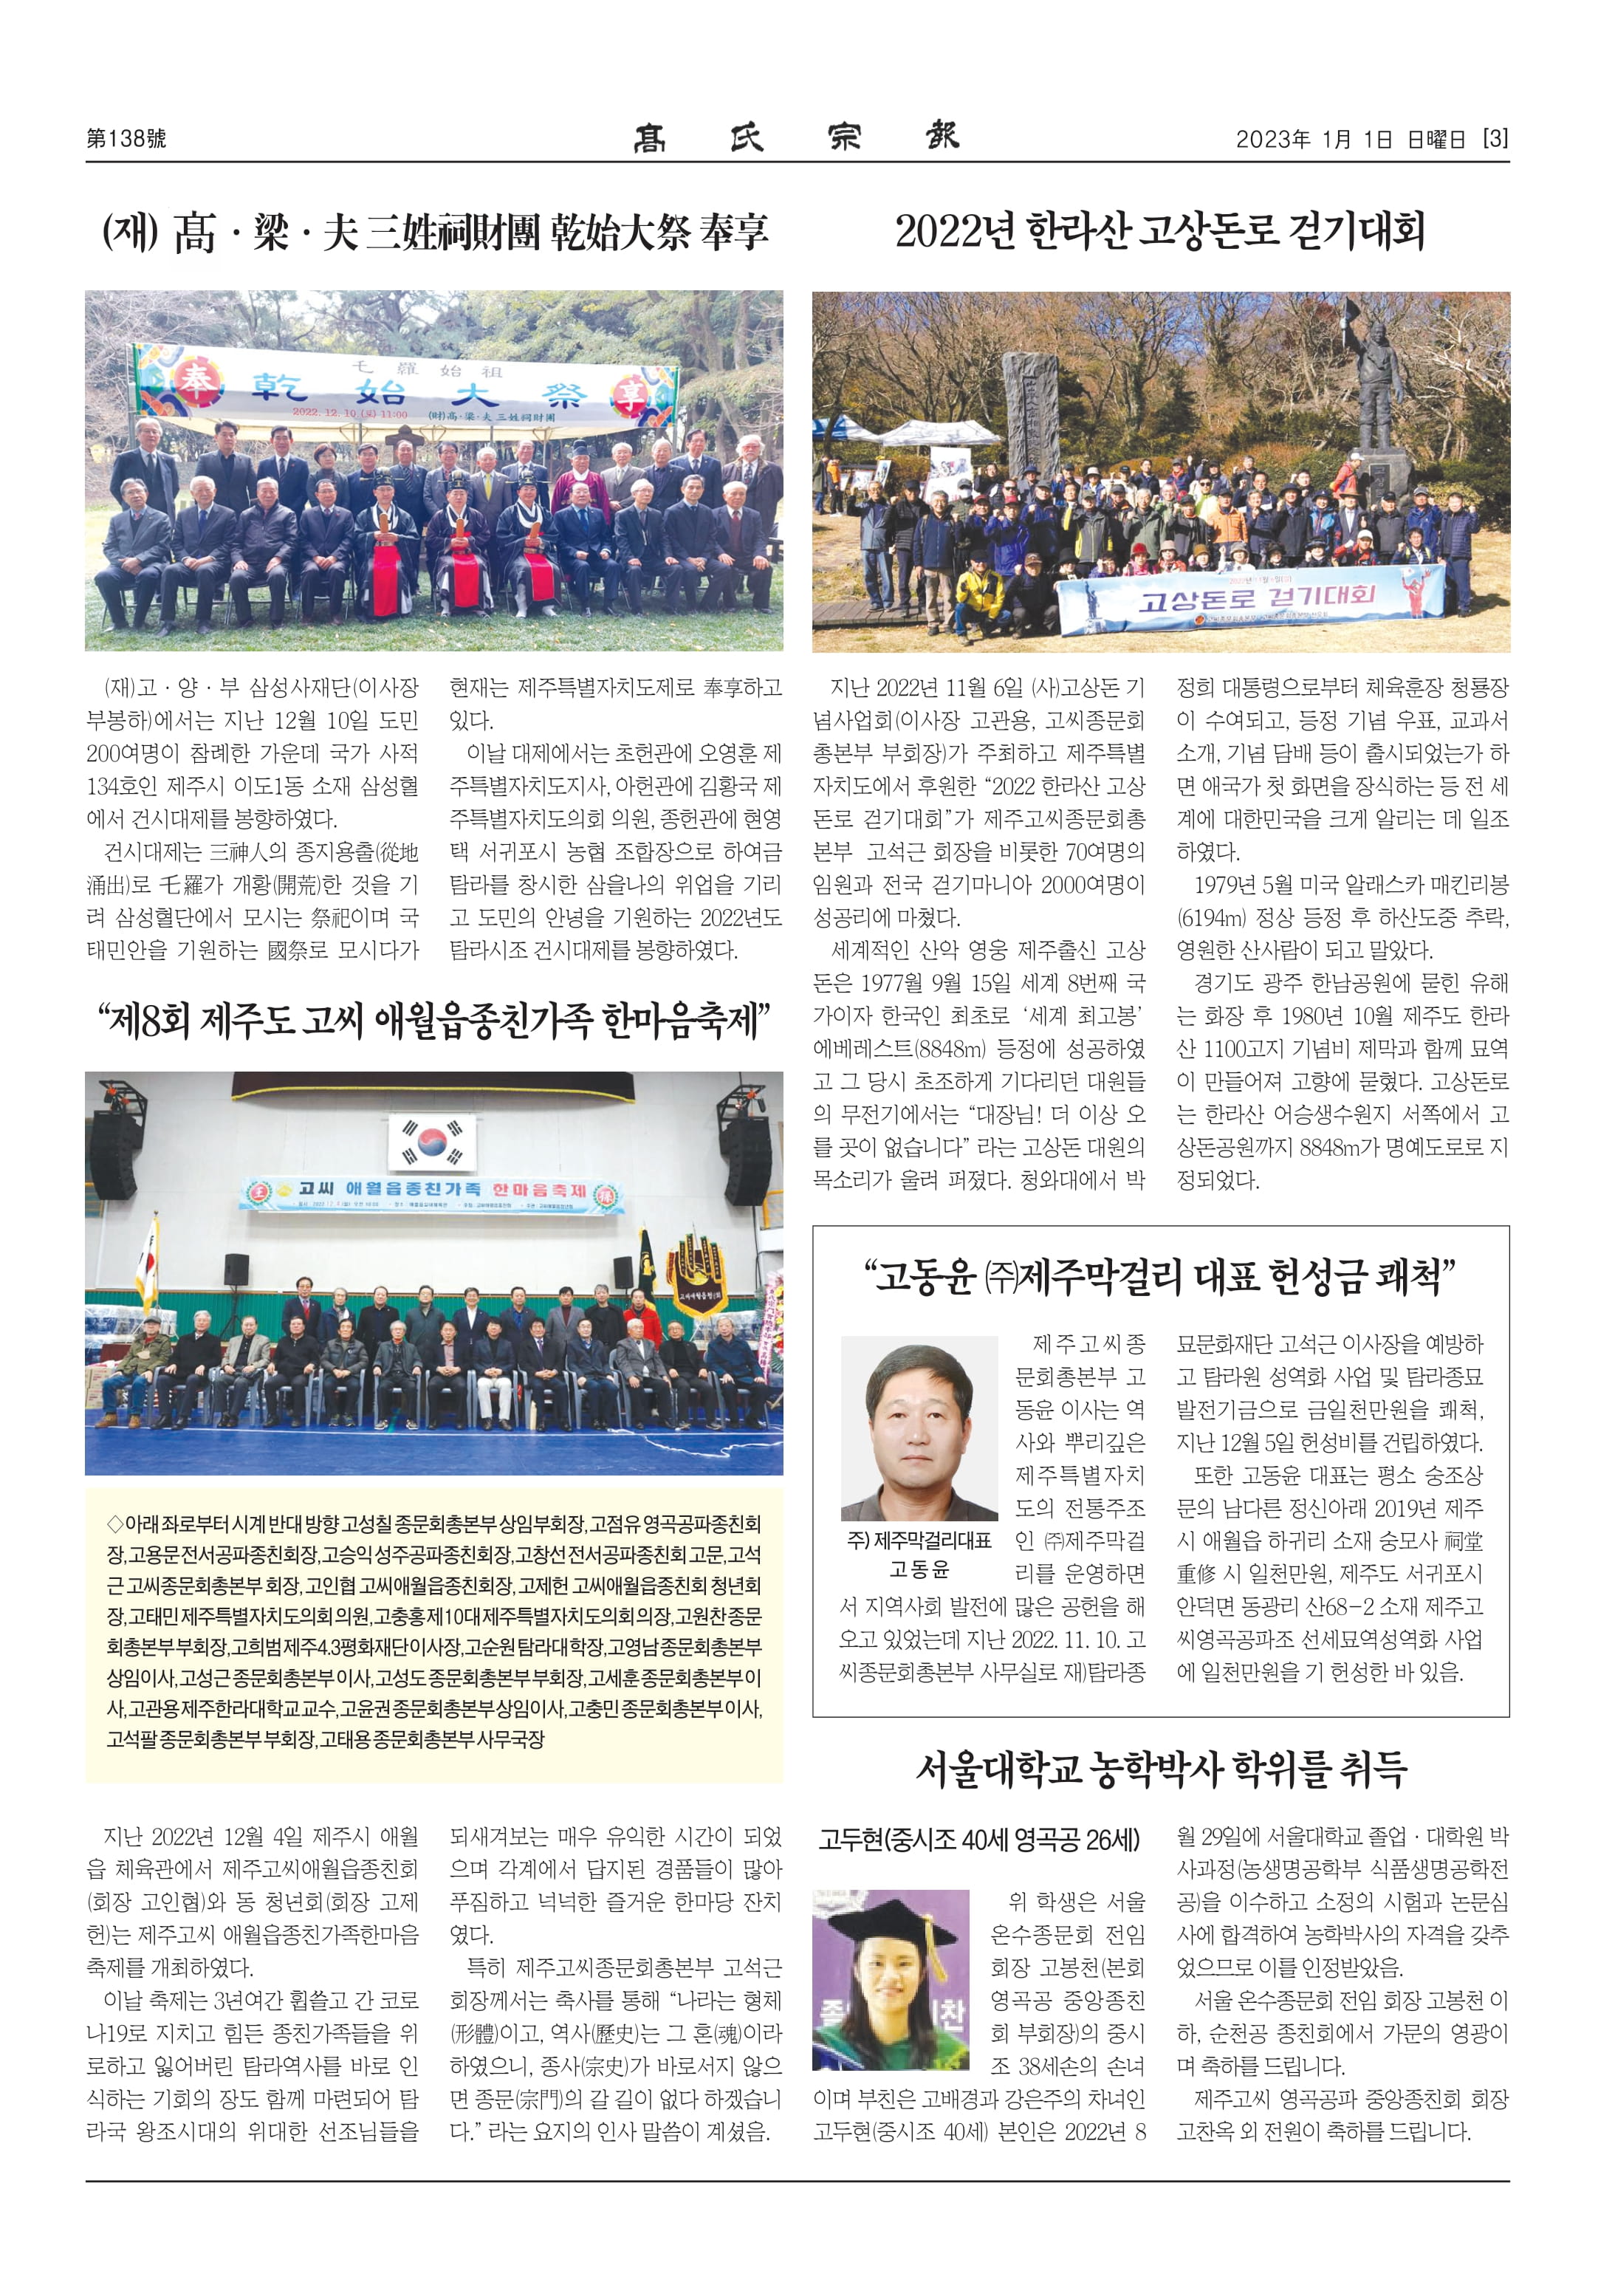 第138號
髙 氏 宗 報
2023年 1月 1日 日曜日 [3]
(재) 髙 · 梁 · 夫 三姓祠財團 乾始大祭 奉享
乇 羅 始 祖
奉 乾 始 大 祭 享
2022. 12. 10 (土) 11:00 (財)高·梁·夫 三姓祠財團
(재)고 · 양 · 부 삼성사재단(이사장
부봉하)에서는 지난 12월 10일 도민
200여명이 참례한 가운데 국가 사적
134호인 제주시 이도1동 소재 삼성혈
에서 건시대제를 봉향하였다.
건시대제는 三神人의 종지용출(從地
涌出)로 乇羅가 개황(開荒)한 것을 기
려 삼성혈단에서 모시는 祭祀이며 국
태민안을 기원하는 國祭로 모시다가
현재는 제주특별자치도제로 奉享하고
있다.
이날 대제에서는 초헌관에 오영훈 제
주특별자치도지사, 아헌관에 김황국 제
주특별자치도의회 의원, 종헌관에 현영
택 서귀포시 농협 조합장으로 하여금
탐라를 창시한 삼을나의 위업을 기리
고 도민의 안녕을 기원하는 2022년도
탐라시조 건시대제를 봉향하였다.
“제8회 제주도 고씨 애월읍종친가족 한마음축제”
고씨 애월읍종친가족 한마음축제
고씨애월읍청년회
◇아래 좌로부터 시계 반대 방향 고성칠 종문회총본부 상임부회장, 고점유 영곡공파종친회
장, 고용문 전서공파종친회장, 고승익 성주공파종친회장, 고창선 전서공파종친회 고문, 고석
근 고씨종문회총본부 회장, 고인협 고씨애월읍종친회장, 고제헌 고씨애월읍종친회 청년회
장, 고태민 제주특별자치도의회 의원, 고충홍 제10대 제주특별자치도의회 의장, 고원찬 종문
회총본부 부회장, 고희범 제주4.3평화재단 이사장, 고순원 탐라대학장, 고영남 종문회총본부
상임이사, 고성근 종문회총본부 이사, 고성도 종문회총본부 부회장, 고세훈 종문회총본부 이
사, 고관용 제주한라대학교 교수, 고윤권 종문회총본부 상임이사, 고충민 종문회총본부 이사,
고석팔 종문회총본부 부회장, 고태용 종문회총본부 사무국장
지난 2022년 12월 4일 제주시 애월
읍 체육관에서 제주고씨애월읍종친회
(회장 고인협)와 동 청년회(회장 고제
헌)는 제주고씨 애월읍종친가족한마음
축제를 개최하였다.
이날 축제는 3년여간 휩쓸고 간 코로
나19로 지치고 힘든 종친가족들을 위
로하고 잃어버린 탐라역사를 바로 인
식하는 기회의 장도 함께 마련되어 탐
라국 왕조시대의 위대한 선조님들을
되새겨보는 매우 유익한 시간이 되었
으며 각계에서 답지된 경품들이 많아
푸짐하고 넉넉한 즐거운 한마당 잔치
였다.
특히 제주고씨종문회총본부 고석근
회장께서는 축사를 통해 “나라는 형체
(形體)이고, 역사(歷史)는 그 혼(魂)이라
하였으니, 종사(宗史)가 바로서지 않으
면 종문(宗門)의 갈 길이 없다 하겠습니
다.” 라는 요지의 인사 말씀이 계셨음.
2022년 한라산 고상돈로 걷기대회
고상돈로 걷기대회
지난 2022년 11월 6일 (사)고상돈 기
념사업회(이사장 고관용, 고씨종문회
총본부 부회장)가 주최하고 제주특별
자치도에서 후원한 “2022 한라산 고상
돈로 걷기대회”가 제주고씨종문회총
본부 고석근 회장을 비롯한 70여명의
임원과 전국 걷기마니아 2000여명이
성공리에 마쳤다.
세계적인 산악 영웅 제주출신 고상
돈은 1977월 9월 15일 세계 8번째 국
가이자 한국인 최초로 ‘세계 최고봉’
에베레스트(8848m) 등정에 성공하였
고 그 당시 초조하게 기다리던 대원들
의 무전기에서는 “대장님! 더 이상 오
를 곳이 없습니다” 라는 고상돈 대원의
목소리가 울려 퍼졌다. 청와대에서 박
정희 대통령으로부터 체육훈장 청룡장
이 수여되고, 등정 기념 우표, 교과서
소개, 기념 담배 등이 출시되었는가 하
면 애국가 첫 화면을 장식하는 등 전 세
계에 대한민국을 크게 알리는 데 일조
하였다.
1979년 5월 미국 알래스카 매킨리봉
(6194m) 정상 등정 후 하산도중 추락,
영원한 산사람이 되고 말았다.
경기도 광주 한남공원에 묻힌 유해
는 화장 후 1980년 10월 제주도 한라
산 1100고지 기념비 제막과 함께 묘역
이 만들어져 고향에 묻혔다. 고상돈로
는 한라산 어승생수원지 서쪽에서 고
상돈공원까지 8848m가 명예도로로 지
정되었다.
“고동윤 ㈜제주막걸리 대표 헌성금 쾌척”
주) 제주막걸리대표
고 동 윤
제주고씨종
문회총본부 고
동윤 이사는 역
사와 뿌리깊은
제주특별자치
도의 전통주조
인 ㈜제주막걸
리를 운영하면
서 지역사회 발전에 많은 공헌을 해
오고 있었는데 지난 2022. 11. 10. 고
씨종문회총본부 사무실로 재)탐라종
묘문화재단 고석근 이사장을 예방하
고 탐라원 성역화 사업 및 탐라종묘
발전기금으로 금일천만원을 쾌척,
지난 12월 5일 헌성비를 건립하였다.
또한 고동윤 대표는 평소 숭조상
문의 남다른 정신아래 2019년 제주
시 애월읍 하귀리 소재 숭모사 祠堂
重修 시 일천만원, 제주도 서귀포시
안덕면 동광리 산68-2 소재 제주고
씨영곡공파조 선세묘역성역화 사업
에 일천만원을 기 헌성한 바 있음.
서울대학교 농학박사 학위를 취득
고두현(중시조 40세 영곡공 26세)
위 학생은 서울
온수종문회 전임
회장 고봉천(본회
영곡공 중앙종친
회 부회장)의 중시
조 38세손의 손녀
이며 부친은 고배경과 강은주의 차녀인
고두현(중시조 40세) 본인은 2022년 8
월 29일에 서울대학교 졸업 · 대학원 박
사과정(농생명공학부 식품생명공학전
공)을 이수하고 소정의 시험과 논문심
사에 합격하여 농학박사의 자격을 갖추
었으므로 이를 인정받았음.
서울 온수종문회 전임 회장 고봉천 이
하, 순천공 종친회에서 가문의 영광이
며 축하를 드립니다.
제주고씨 영곡공파 중앙종친회 회장
고찬옥 외 전원이 축하를 드립니다.